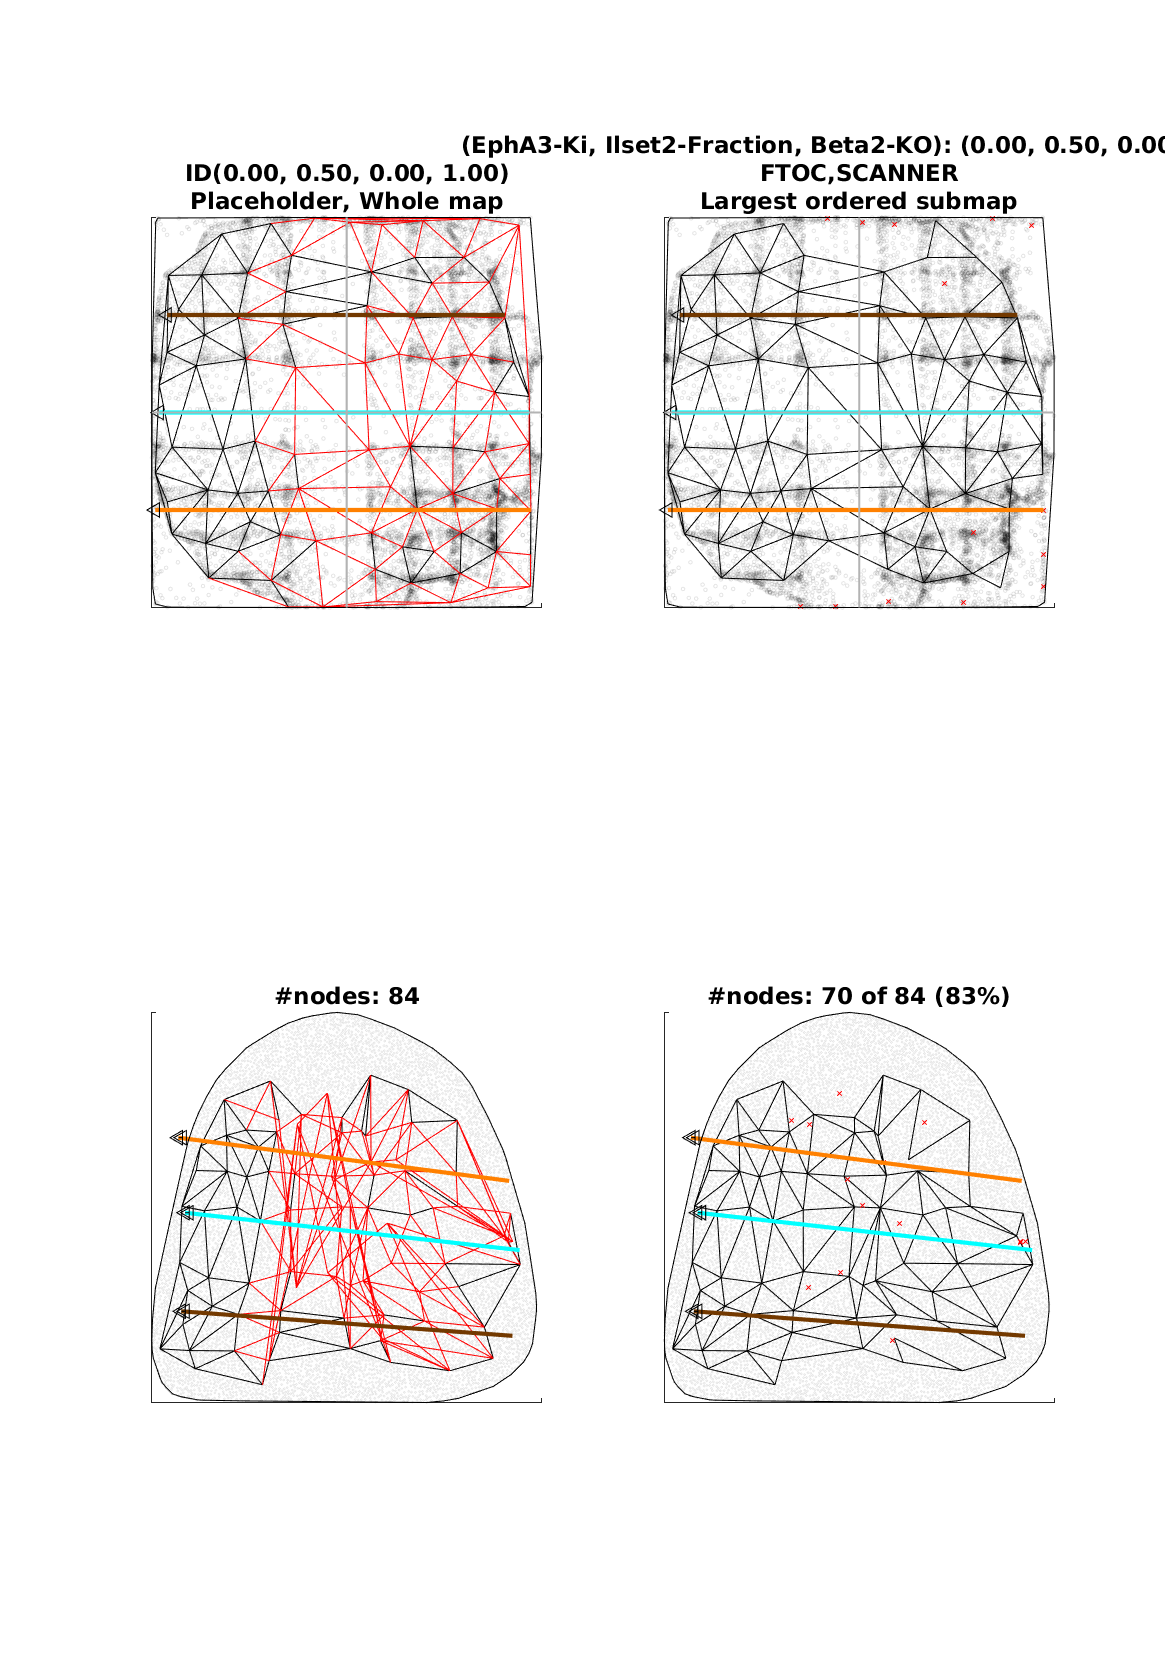 (EphA3-Ki, Ilset2-Fraction, Beta2-KO): (0.00, 0.50, 0.00
ID(0.00, 0.50, 0.00, 1.00)
Placeholder, Whole map
FTOC,SCANNER
Largest ordered submap
#nodes: 84
#nodes: 70 of 84 (83%)